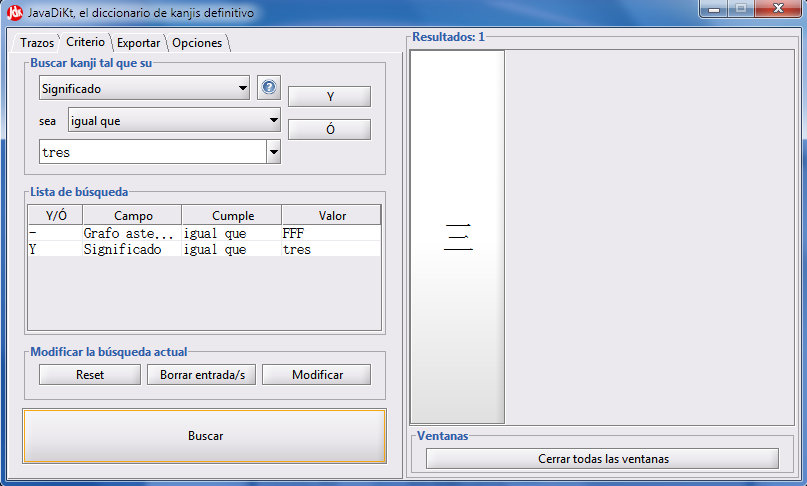 JavaDiKt, el diccionario de kanjis definitivo
Trazos Criterio Exportar Opciones
Buscar kanji tal que su
Significado
Y
sea igual que
Ó
tres
Lista de búsqueda
Y/Ó Campo Cumple Valor
- Grafo aste... igual que FFF
Y Significado igual que tres
Modificar la búsqueda actual
Reset Borrar entrada/s Modificar
Buscar
Resultados: 1
三
Ventanas
Cerrar todas las ventanas